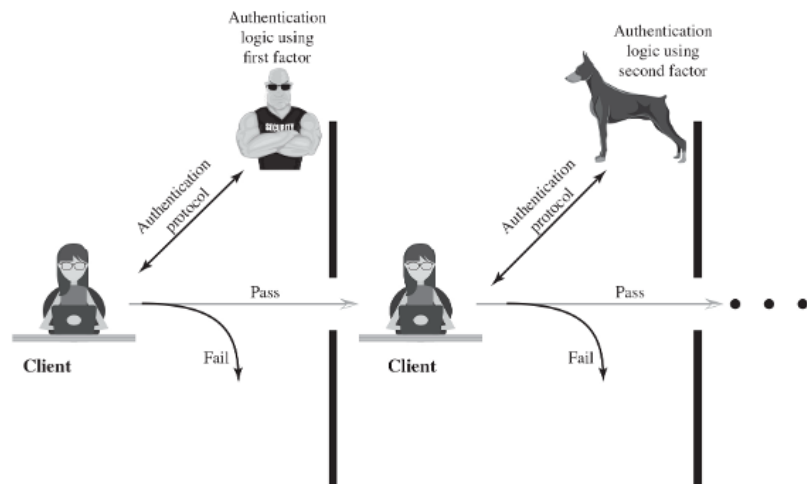 Authentication
logic using
first factor
SECURITY
Authentication
protocol
Pass
Fail
Client
Authentication
logic using
second factor
Authentication
protocol
Pass
Fail
Client